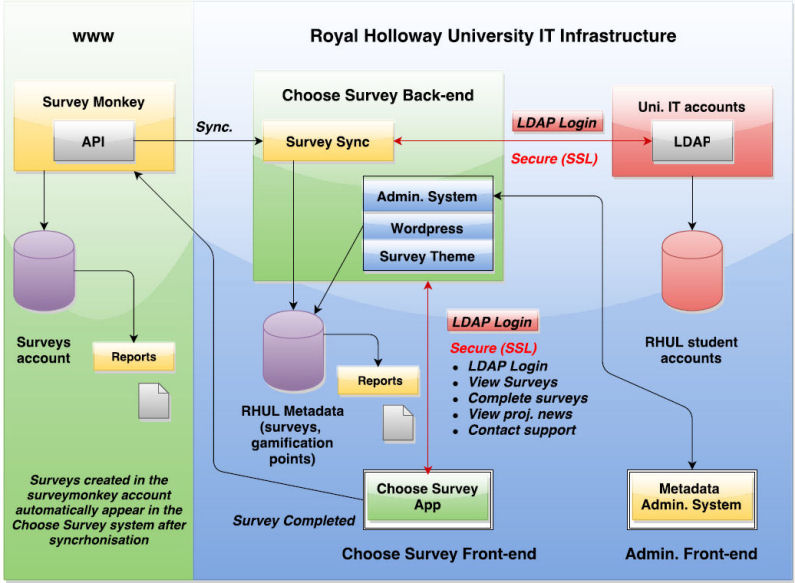 www
Royal Holloway University IT Infrastructure
Survey Monkey
API
Sync.
Choose Survey Back-end
Survey Sync
LDAP Login
Secure (SSL)
Uni. IT accounts
LDAP
Admin. System
Wordpress
Survey Theme
Surveys
account
Reports
RHUL Metadata
(surveys,
gamification
points)
Reports
LDAP Login
Secure (SSL)
• LDAP Login
• View Surveys
• Complete surveys
• View proj. news
• Contact support
RHUL student
accounts
Surveys created in the
surveymonkey account
automatically appear in the
Choose Survey system after
syncrhonisation
Survey Completed
Choose Survey
App
Choose Survey Front-end
Metadata
Admin. System
Admin. Front-end